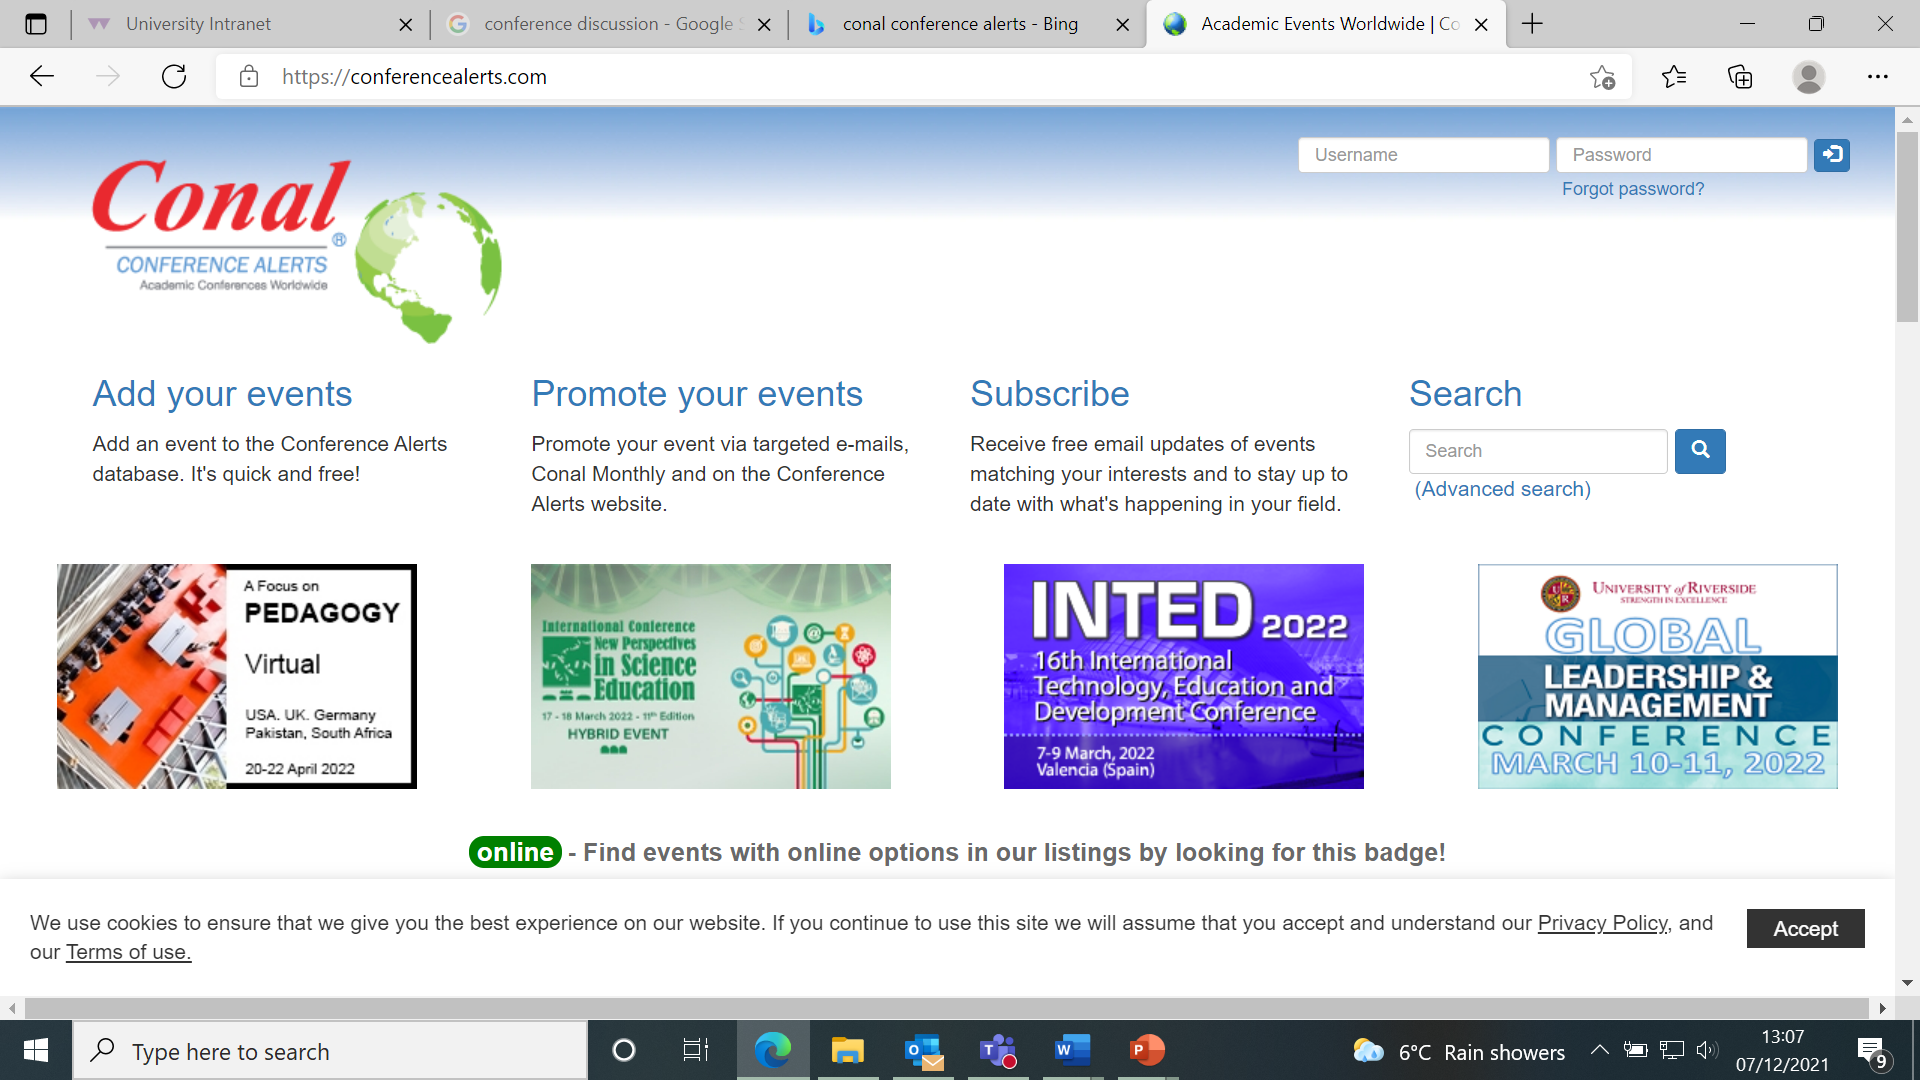 University Intranet
conference discussion - Google S
conal conference alerts - Bing
Academic Events Worldwide | Co
https://conferencealerts.com
Username
Password
Forgot password?
Conal
®
CONFERENCE ALERTS
Academic Conferences Worldwide
Add your events
Add an event to the Conference Alerts
database. It's quick and free!
Promote your events
Promote your event via targeted e-mails,
Conal Monthly and on the Conference
Alerts website.
Subscribe
Receive free email updates of events
matching your interests and to stay up to
date with what's happening in your field.
Search
Search
(Advanced search)
A Focus on
PEDAGOGY
Virtual
USA. UK. Germany
Pakistan, South Africa
20-22 April 2022
International Conference
New Perspectives
in Science
Education
17 - 18 March 2022 - 11th Edition
HYBRID EVENT
INTED 2022
16th International
Technology, Education and
Development Conference
7-9 March, 2022
Valencia (Spain)
UNIVERSITY of RIVERSIDE
STRENGTH IN EXCELLENCE
GLOBAL
LEADERSHIP &
MANAGEMENT
CONFERENCE
MARCH 10-11, 2022
online - Find events with online options in our listings by looking for this badge!
We use cookies to ensure that we give you the best experience on our website. If you continue to use this site we will assume that you accept and understand our Privacy Policy, and
our Terms of use.
Accept
Type here to search
6°C Rain showers
13:07
07/12/2021
9